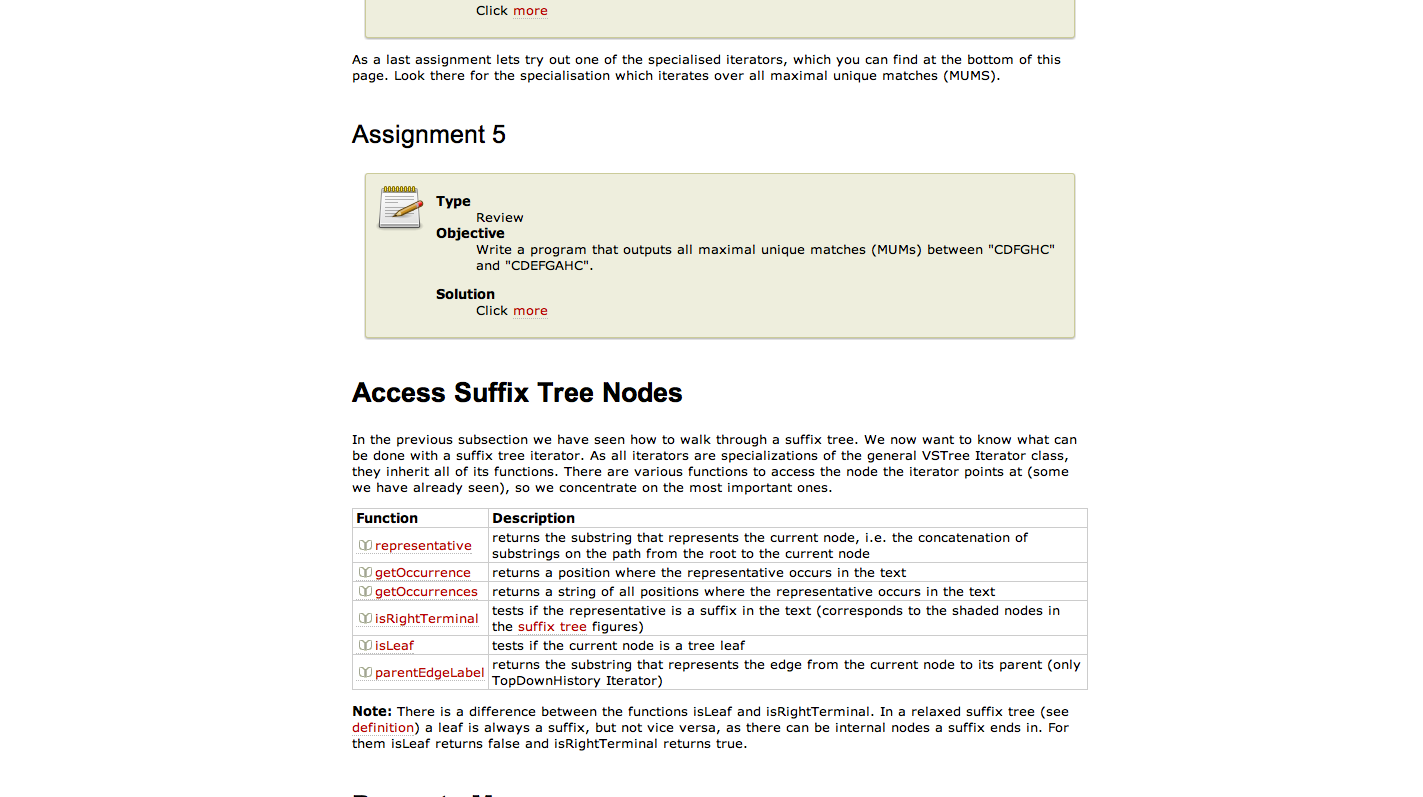 Click more
As a last assignment lets try out one of the specialised iterators, which you can find at the bottom of this
page. Look there for the specialisation which iterates over all maximal unique matches (MUMS).
Assignment 5
Type
Review
Objective
Write a program that outputs all maximal unique matches (MUMs) between "CDFGHC"
and "CDEFGAHC".
Solution
Click more
Access Suffix Tree Nodes
In the previous subsection we have seen how to walk through a suffix tree. We now want to know what can
be done with a suffix tree iterator. As all iterators are specializations of the general VSTree Iterator class,
they inherit all of its functions. There are various functions to access the node the iterator points at (some
we have already seen), so we concentrate on the most important ones.
Function Description
representative returns the substring that represents the current node, i.e. the concatenation of
substrings on the path from the root to the current node
getOccurrence returns a position where the representative occurs in the text
getOccurrences returns a string of all positions where the representative occurs in the text
isRightTerminal tests if the representative is a suffix in the text (corresponds to the shaded nodes in
the suffix tree figures)
isLeaf tests if the current node is a tree leaf
parentEdgeLabel returns the substring that represents the edge from the current node to its parent (only
TopDownHistory Iterator)
Note: There is a difference between the functions isLeaf and isRightTerminal. In a relaxed suffix tree (see
definition) a leaf is always a suffix, but not vice versa, as there can be internal nodes a suffix ends in. For
them isLeaf returns false and isRightTerminal returns true.